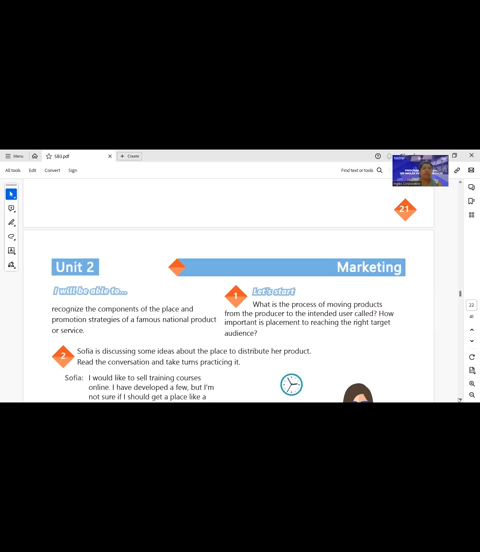 Menu
SB3.pdf
Create
All tools
Edit
Convert
Sign
Find text or tools
21
Unit 2
Marketing
I will be able to...
recognize the components of the place and
promotion strategies of a famous national product
or service.
1
Let's start
What is the process of moving products
from the producer to the intended user called? How
important is placement to reaching the right target
audience?
2
Sofia is discussing some ideas about the place to distribute her product.
Read the conversation and take turns practicing it.
Sofia: I would like to sell training courses
online. I have developed a few, but I'm
not sure if I should get a place like a
22